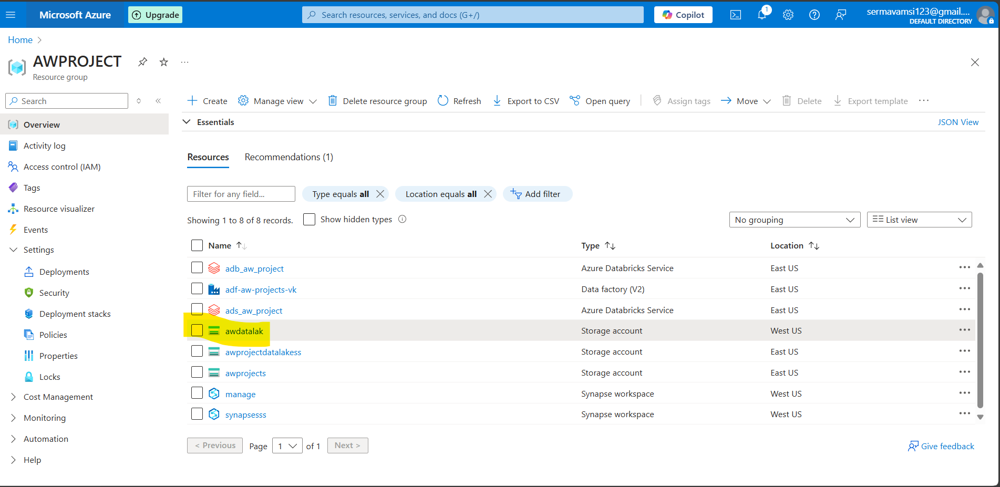 Microsoft Azure
Upgrade
Search resources, services, and docs (G+/)
Copilot
1
sermavamsi123@gmail....
DEFAULT DIRECTORY
Home
AWPROJECT
Resource group
Search
Create
Manage view
Delete resource group
Refresh
Export to CSV
Open query
Assign tags
Move
Delete
Export template
Essentials
JSON View
Overview
Activity log
Access control (IAM)
Tags
Resource visualizer
Events
Settings
Deployments
Security
Deployment stacks
Policies
Properties
Locks
Cost Management
Monitoring
Automation
Help
Resources
Recommendations (1)
Filter for any field...
Type equals all
Location equals all
Add filter
Showing 1 to 8 of 8 records.
Show hidden types
No grouping
List view
Name
Type
Location
adb_aw_project
Azure Databricks Service
East US
adf-aw-projects-vk
Data factory (V2)
East US
ads_aw_project
Azure Databricks Service
East US
awdatalak
Storage account
West US
awprojectdatalakess
Storage account
East US
awprojects
Storage account
East US
manage
Synapse workspace
West US
synapsesss
Synapse workspace
West US
< Previous
Page
1
of 1
Next >
Give feedback